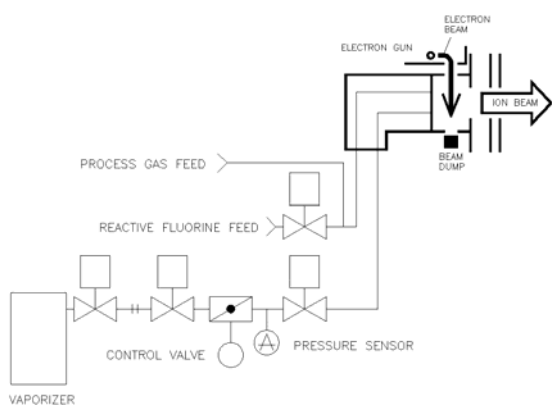 ELECTRON
BEAM
ELECTRON GUN
ION BEAM
BEAM
DUMP
PROCESS GAS FEED
REACTIVE FLUORINE FEED
A
CONTROL VALVE
PRESSURE SENSOR
VAPORIZER